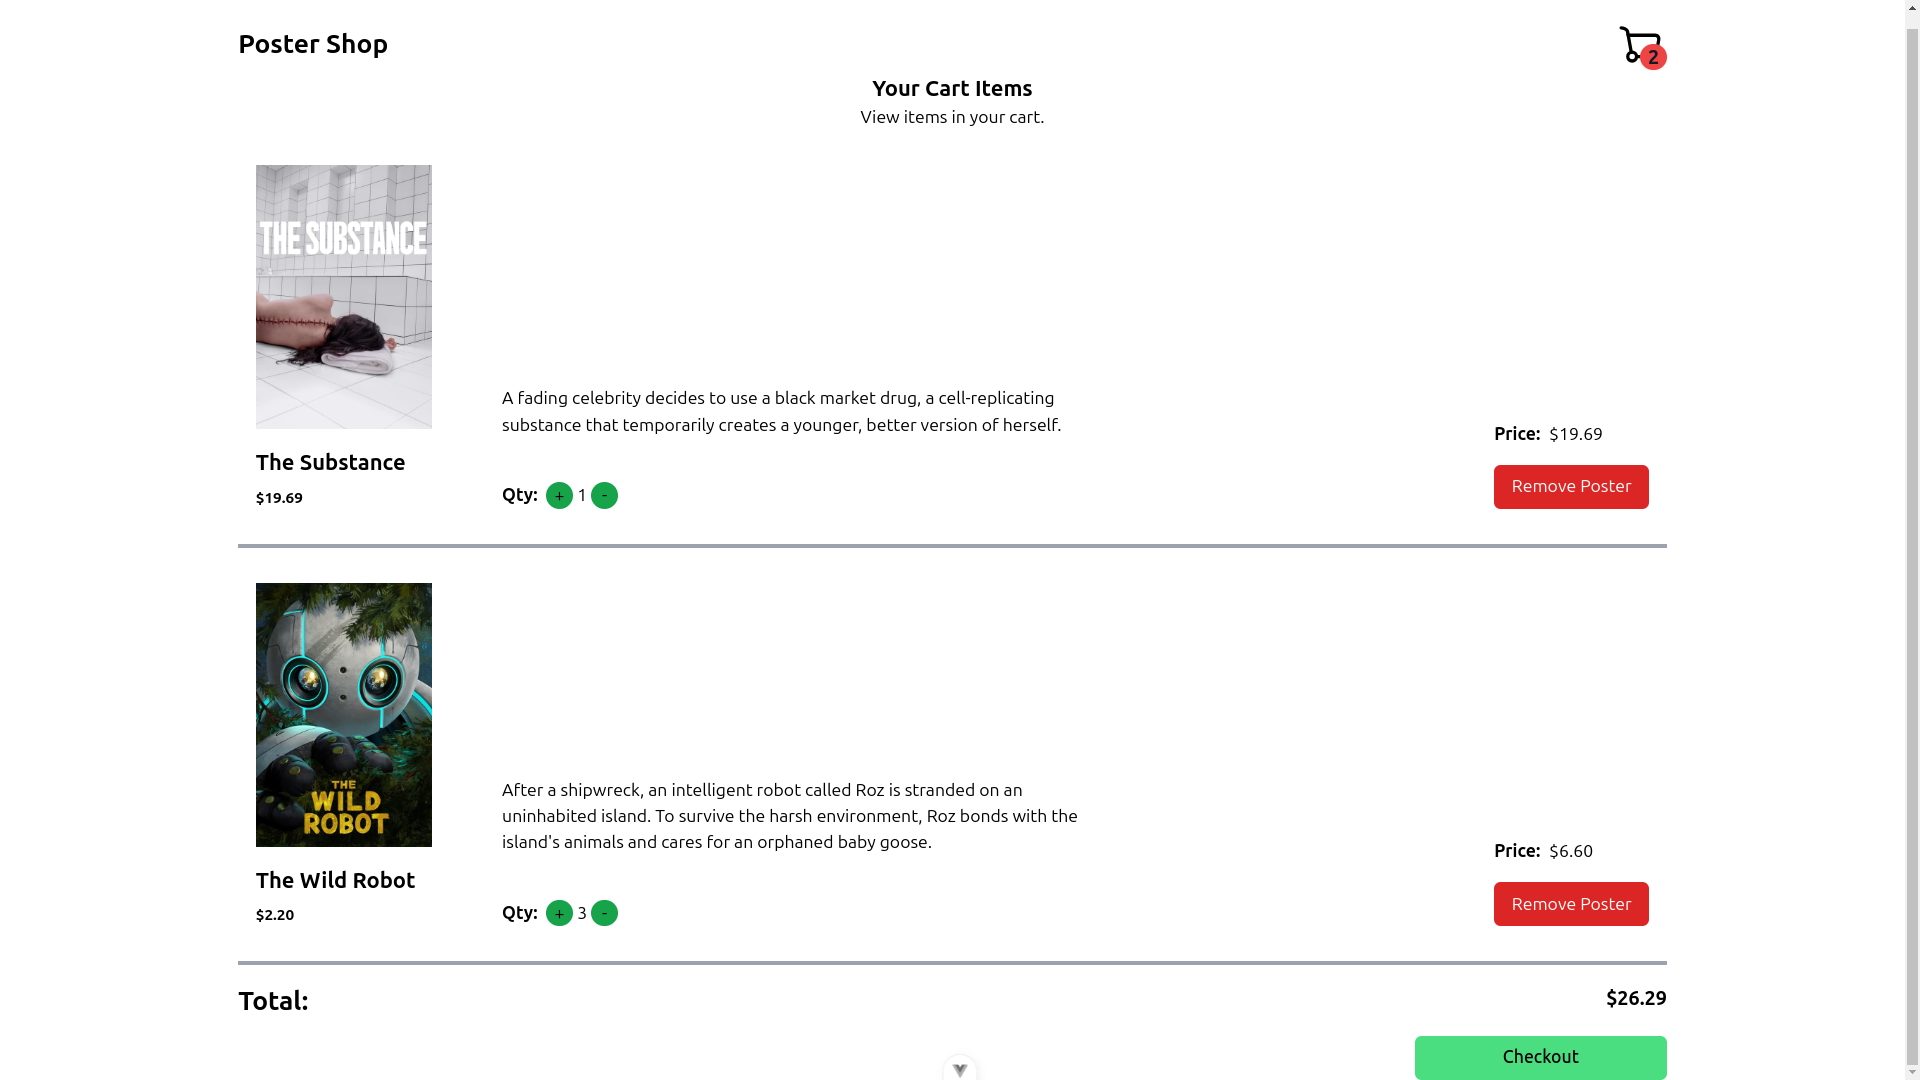 Poster Shop
2
Your Cart Items
View items in your cart.
THE SUBSTANCE
A fading celebrity decides to use a black market drug, a cell-replicating
substance that temporarily creates a younger, better version of herself.
Price: $19.69
The Substance
Remove Poster
$19.69
Qty: + 1 -
THE
WILD
ROBOT
After a shipwreck, an intelligent robot called Roz is stranded on an
uninhabited island. To survive the harsh environment, Roz bonds with the
island's animals and cares for an orphaned baby goose.
Price: $6.60
The Wild Robot
Remove Poster
$2.20
Qty: + 3 -
Total:
$26.29
Checkout